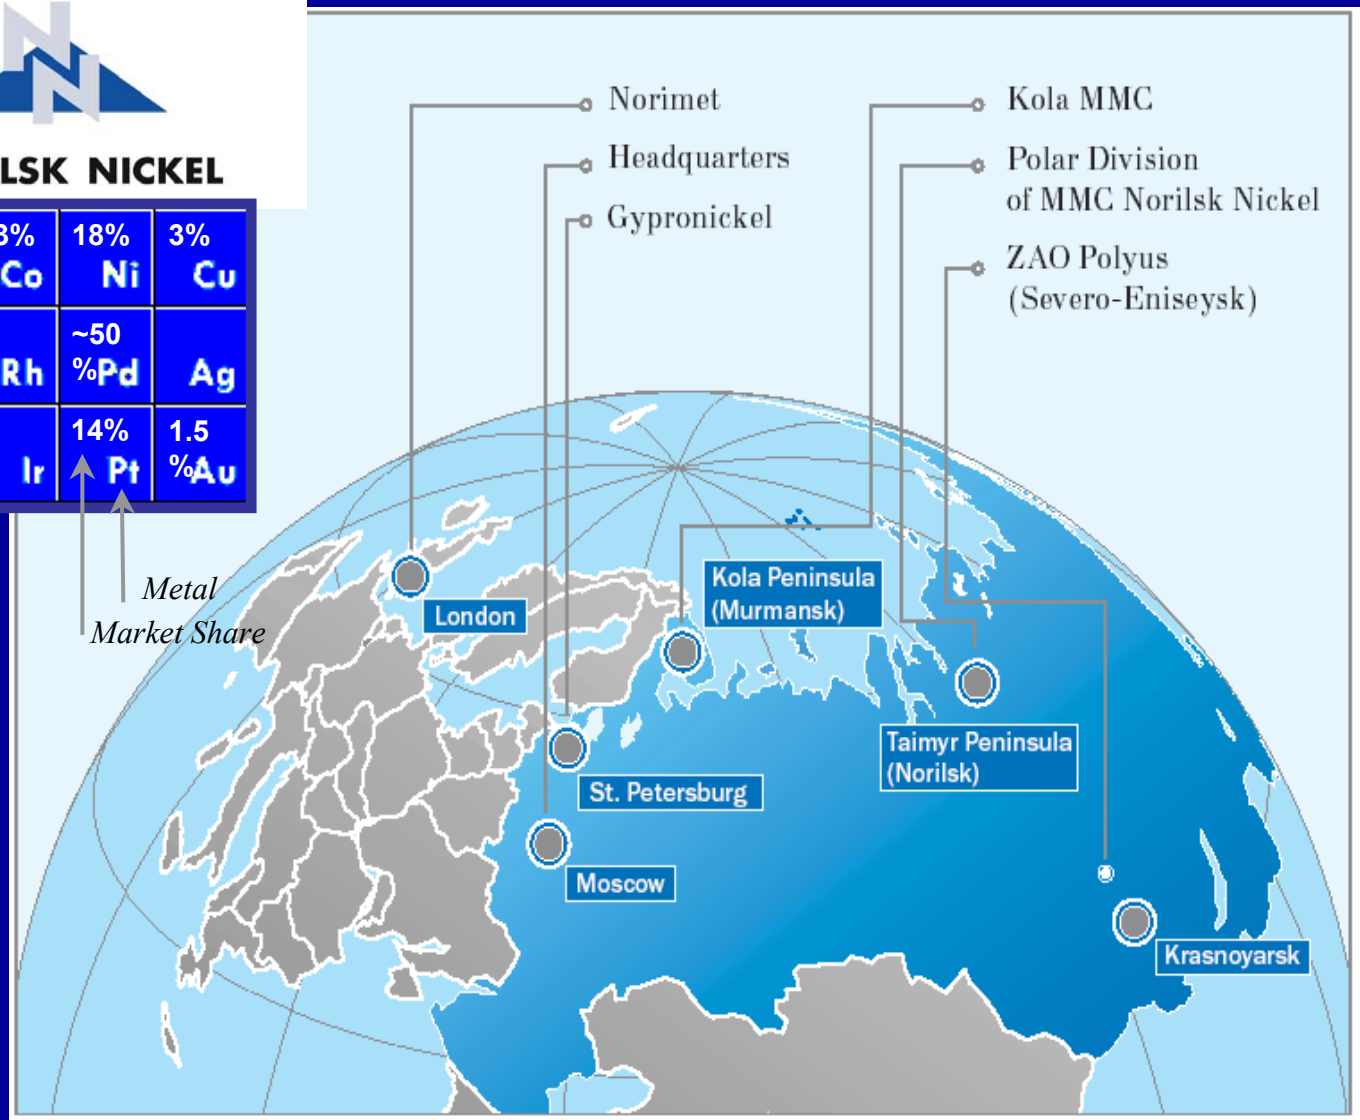 N
N
LSK NICKEL
3% 18% 3%
Co Ni Cu
~50
Rh %Pd Ag
14% 1.5
Ir Pt %Au
Metal
Market Share
Norimet
Headquarters
Gypronickel
Kola MMC
Polar Division
of MMC Norilsk Nickel
ZAO Polyus
(Severo-Eniseysk)
London
Kola Peninsula
(Murmansk)
Taimyr Peninsula
(Norilsk)
St. Petersburg
Moscow
Krasnoyarsk